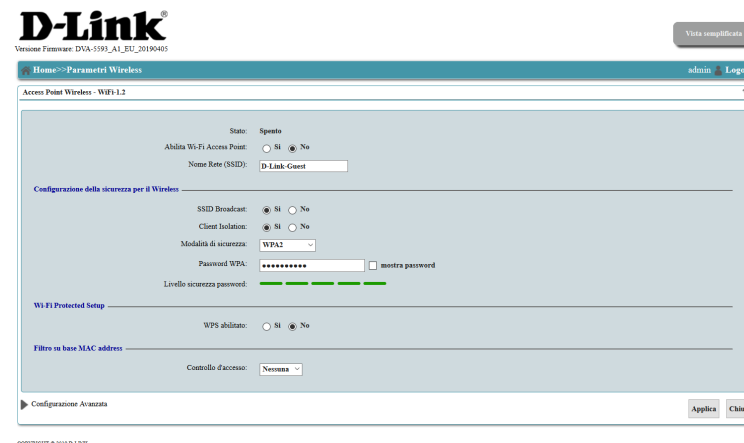 D-Link®
Versione Firmware: DVA-5593_A1_EU_20190405
Vista semplificata
Home>>Parametri Wireless
admin
Access Point Wireless - WiFi-1.2
Stato: Spento
Abilita Wi-Fi Access Point: Sì No
Nome Rete (SSID): D-Link-Guest
Configurazione della sicurezza per il Wireless
SSID Broadcast: Sì No
Client Isolation: Sì No
Modalità di sicurezza: WPA2
Password WPA: •••••••••• mostra password
Livello sicurezza password:
Wi-Fi Protected Setup
WPS abilitato: Sì No
Filtro su base MAC address
Controllo d'accesso: Nessuna
Configurazione Avanzata
Applica